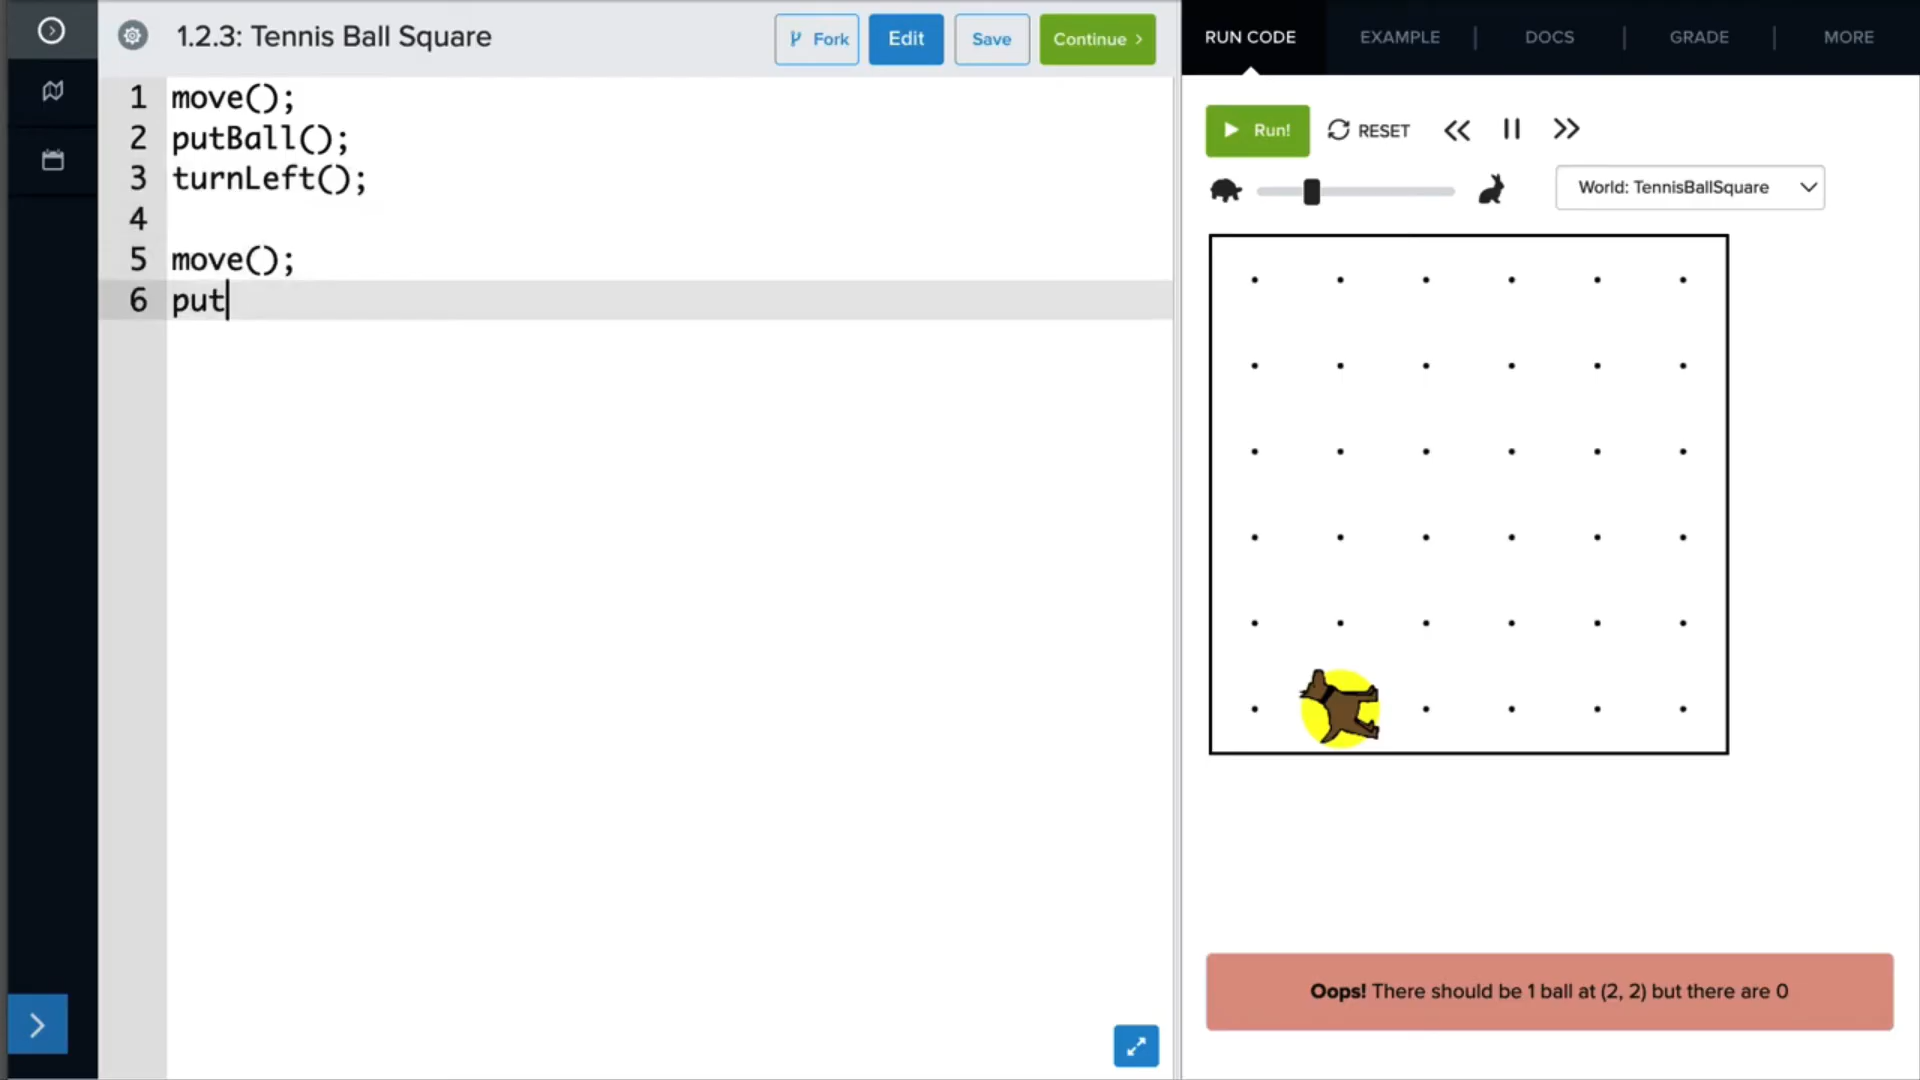 1.2.3: Tennis Ball Square
Fork
Edit
Save
Continue >
RUN CODE
EXAMPLE
DOCS
GRADE
MORE
1 move();
2 putBall();
3 turnLeft();
4
5 move();
6 put
Run!
RESET
World: TennisBallSquare
Oops! There should be 1 ball at (2, 2) but there are 0